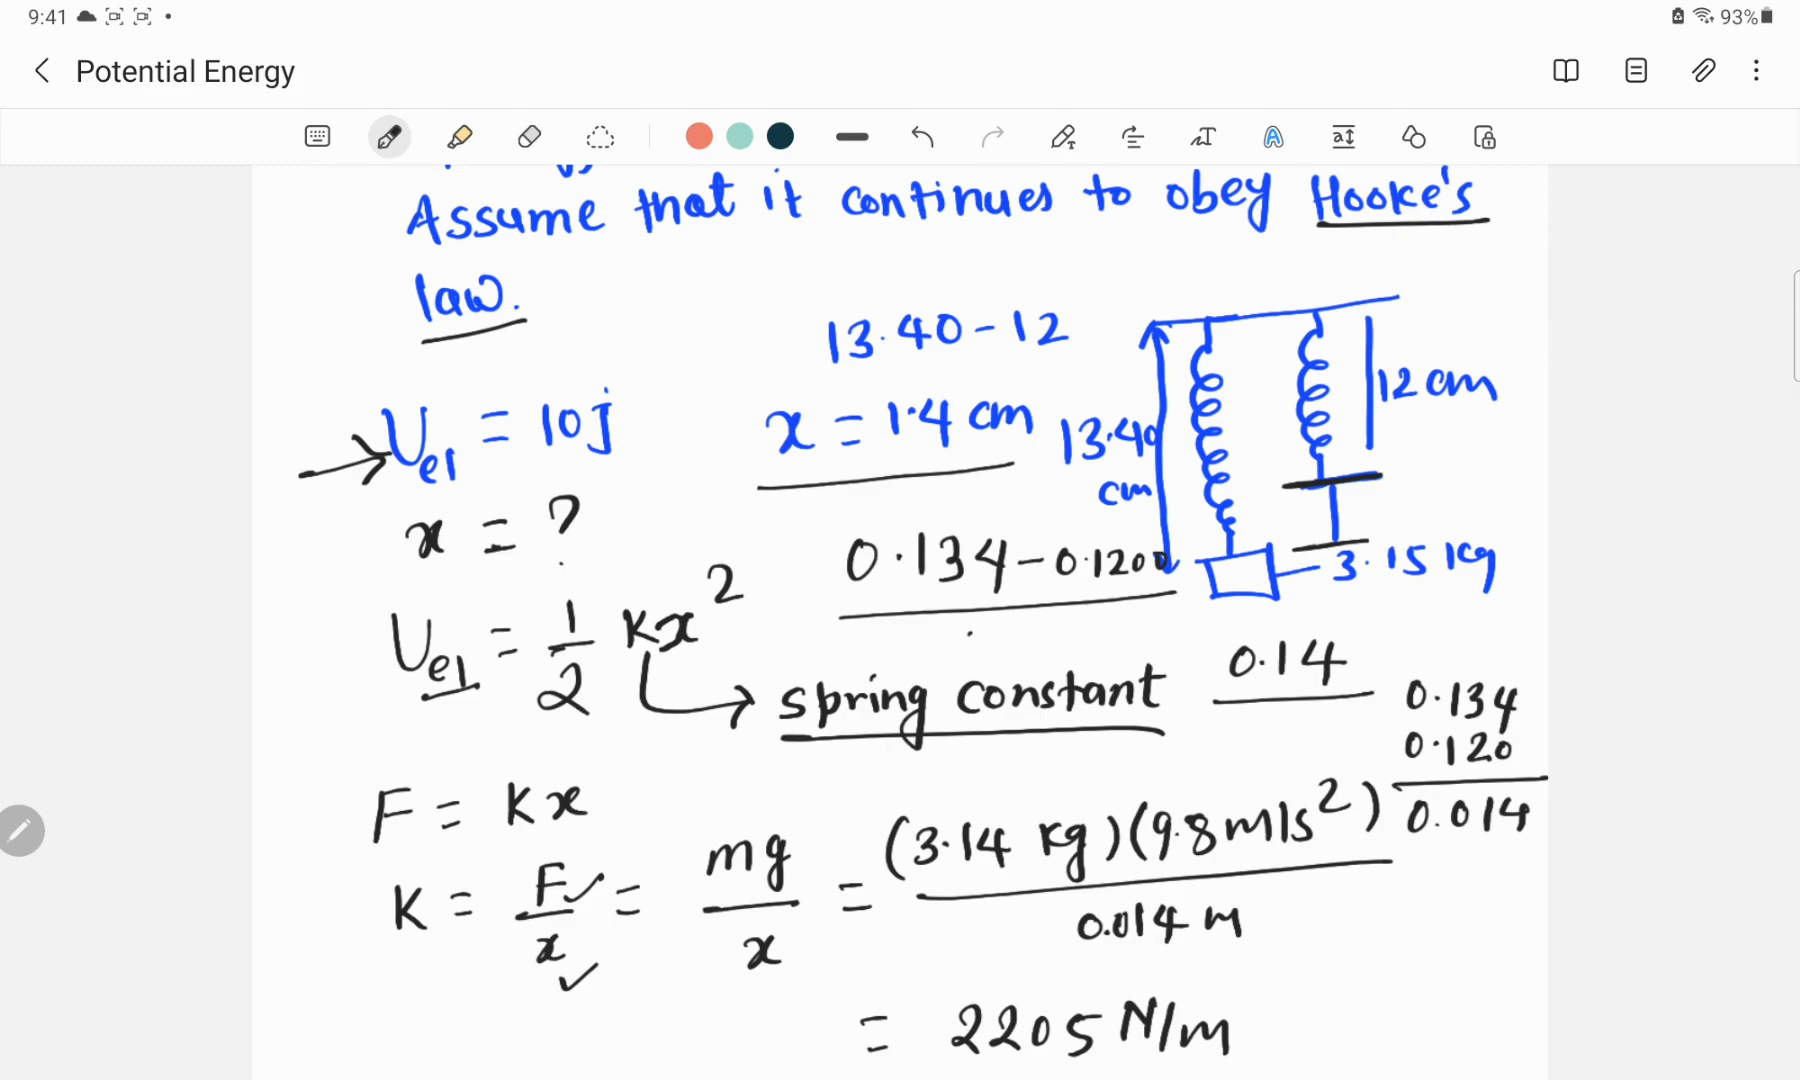 9:41 93%
Potential Energy
Assume that it continues to obey Hooke's
law.
13.40 - 12
12 cm
Uel = 10 j
x = 1.4 cm
13.40
cm
x = ?
0.134 - 0.1200
3.15 kg
Uel = 1/2 Kx²
spring constant
0.14
0.134
0.120
0.014
F = Kx
K = F/x = mg/x = (3.14 kg)(9.8 m/s²)
0.014 m
= 2205 N/m